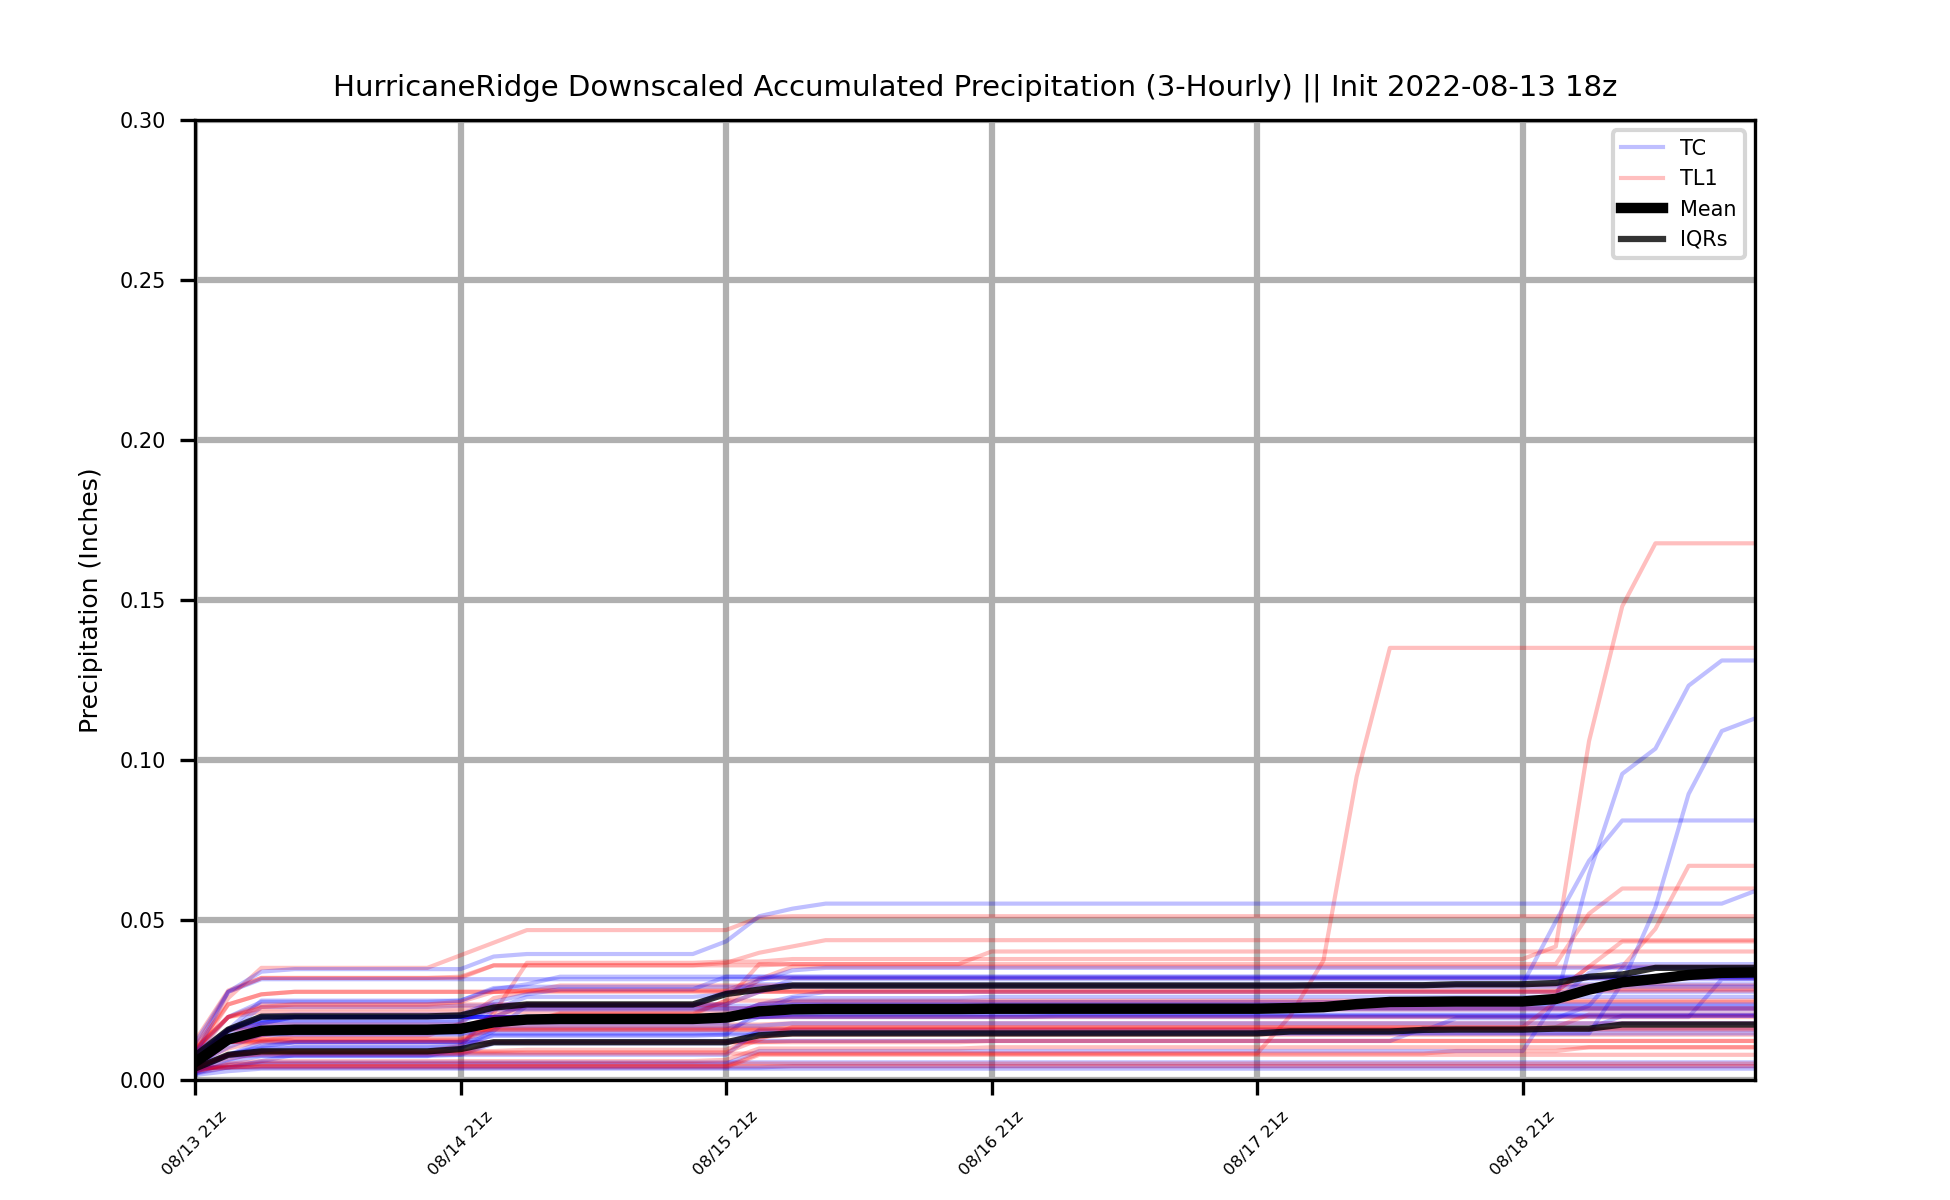 HurricaneRidge Downscaled Accumulated Precipitation (3-Hourly) || Init 2022-08-13 18z
TC
TL1
Mean
IQRs
Precipitation (Inches)
0.30
0.25
0.20
0.15
0.10
0.05
0.00
08/13 21z
08/14 21z
08/15 21z
08/16 21z
08/17 21z
08/18 21z